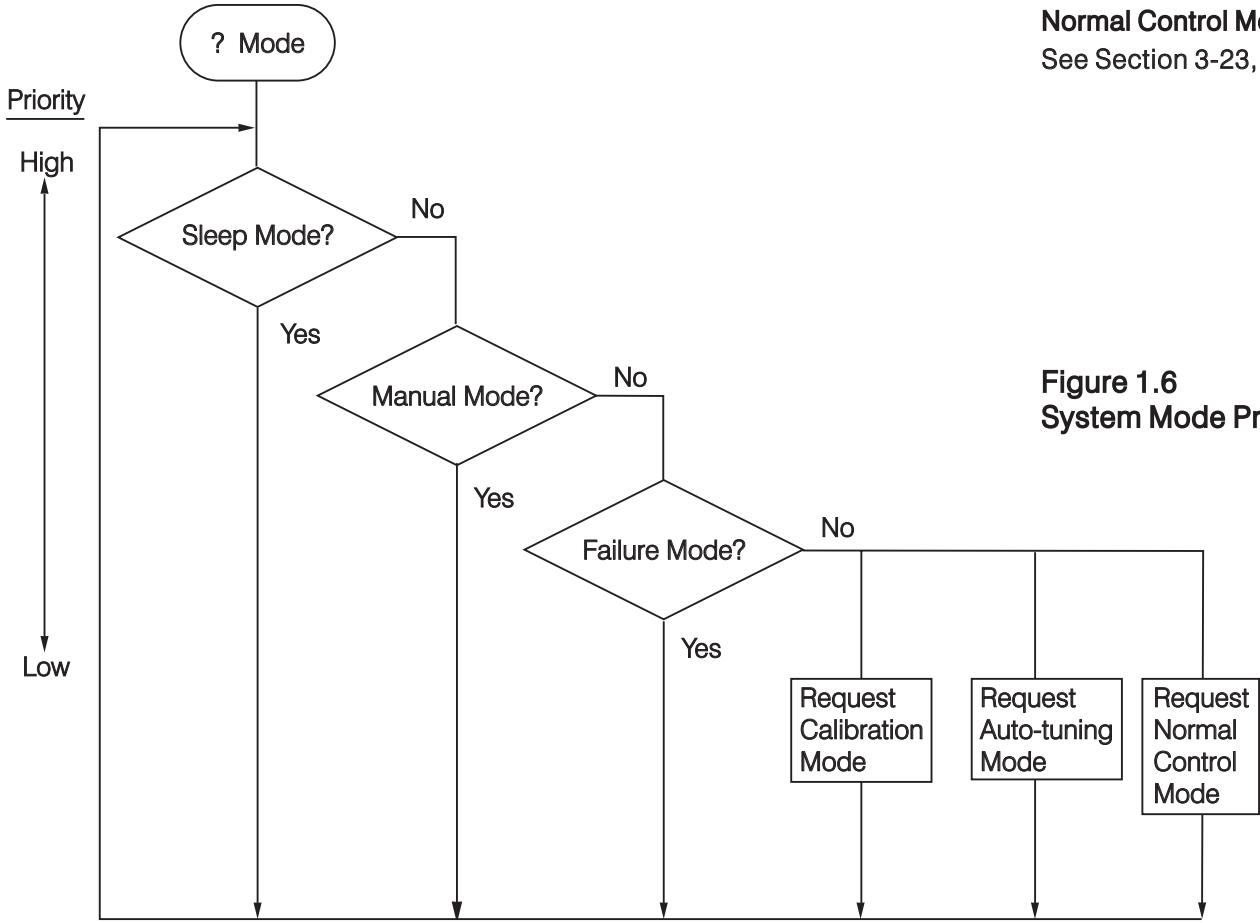 ? Mode
Normal Control
See Section 3-23,
Priority
High
No
Sleep Mode?
Yes
No
Manual Mode?
Figure 1.6
System Mode
Yes
No
Failure Mode?
Yes
Low
Request
Calibration
Mode
Request
Auto-tuning
Mode
Request
Normal
Control
Mode